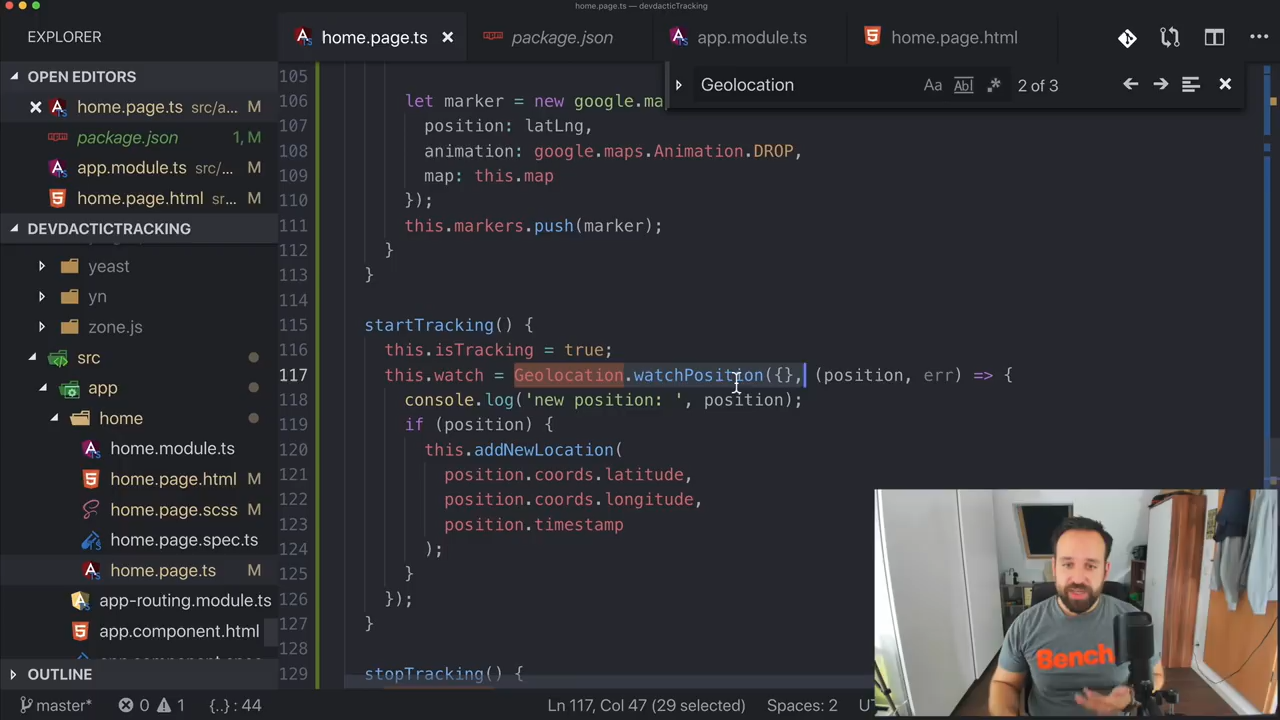 home.page.ts — devdacticTracking
EXPLORER
home.page.ts
package.json
app.module.ts
home.page.html
Geolocation
Aa
Abl
.*
2 of 3
OPEN EDITORS
home.page.ts src/a... M
package.json 1, M
app.module.ts src/... M
home.page.html sr... M
DEVDACTICTRACKING
yeast
yn
zone.js
src
app
home
home.module.ts
home.page.html M
home.page.scss M
home.page.spec.ts
home.page.ts M
app-routing.module.ts
app.component.html
OUTLINE
105
106 let marker = new google.ma
107 position: latLng,
108 animation: google.maps.Animation.DROP,
109 map: this.map
110 });
111 this.markers.push(marker);
112 }
113 }
114
115 startTracking() {
116 this.isTracking = true;
117 this.watch = Geolocation.watchPosition({}, (position, err) => {
118 console.log('new position: ', position);
119 if (position) {
120 this.addNewLocation(
121 position.coords.latitude,
122 position.coords.longitude,
123 position.timestamp
124 );
125 }
126 });
127 }
128
129 stopTracking() {
Bench.
master* 0 1 {..} : 44 Ln 117, Col 47 (29 selected) Spaces: 2